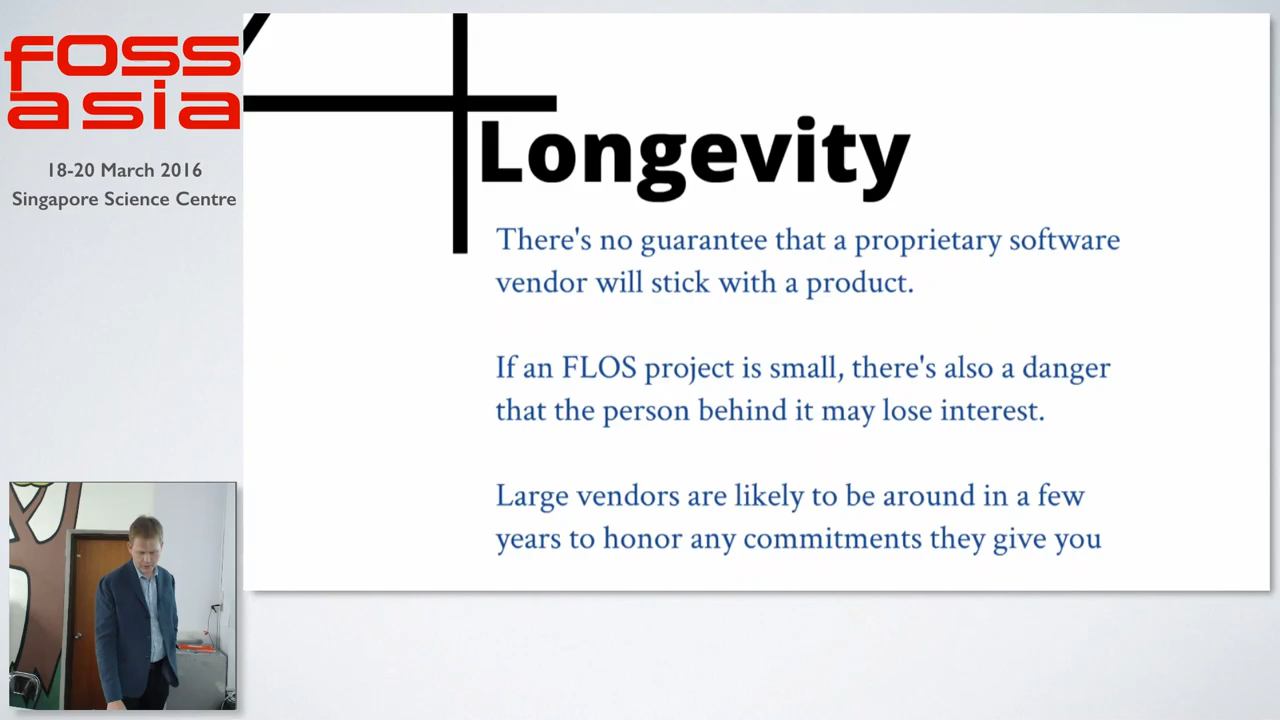 foss
asia
18-20 March 2016
Singapore Science Centre
4
Longevity
There's no guarantee that a proprietary software
vendor will stick with a product.
If an FLOS project is small, there's also a danger
that the person behind it may lose interest.
Large vendors are likely to be around in a few
years to honor any commitments they give you